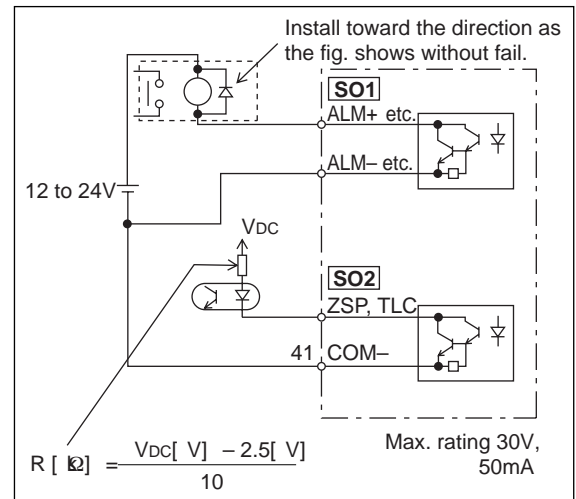 Install toward the direction as
the fig. shows without fail.
SO1
ALM+ etc.
ALM– etc.
12 to 24V
VDC
SO2
ZSP, TLC
41 COM–
Max. rating 30V,
50mA
R [ kΩ] = VDC[ V] – 2.5[ V]
10